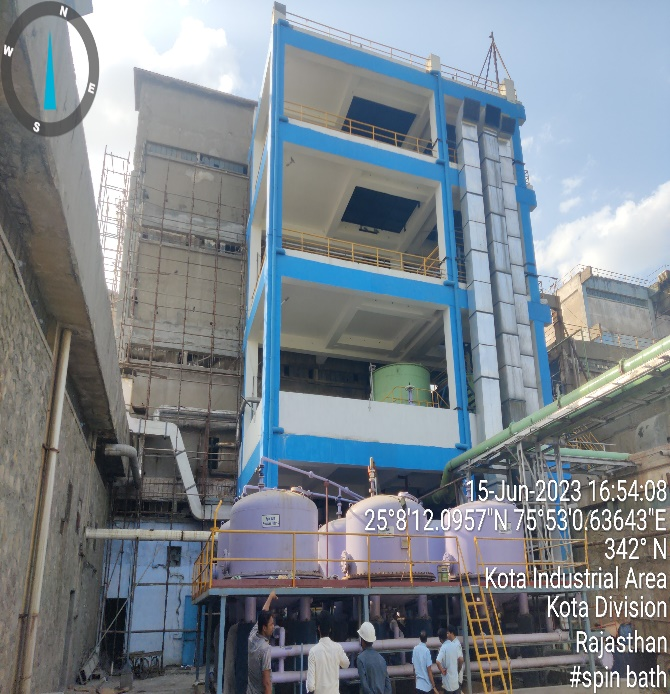 N
W
E
S
15-Jun-2023 16:54:08
25°8'12.0957"N 75°53'0.63643"E
342° N
Kota Industrial Area
Kota Division
Rajasthan
#spin bath